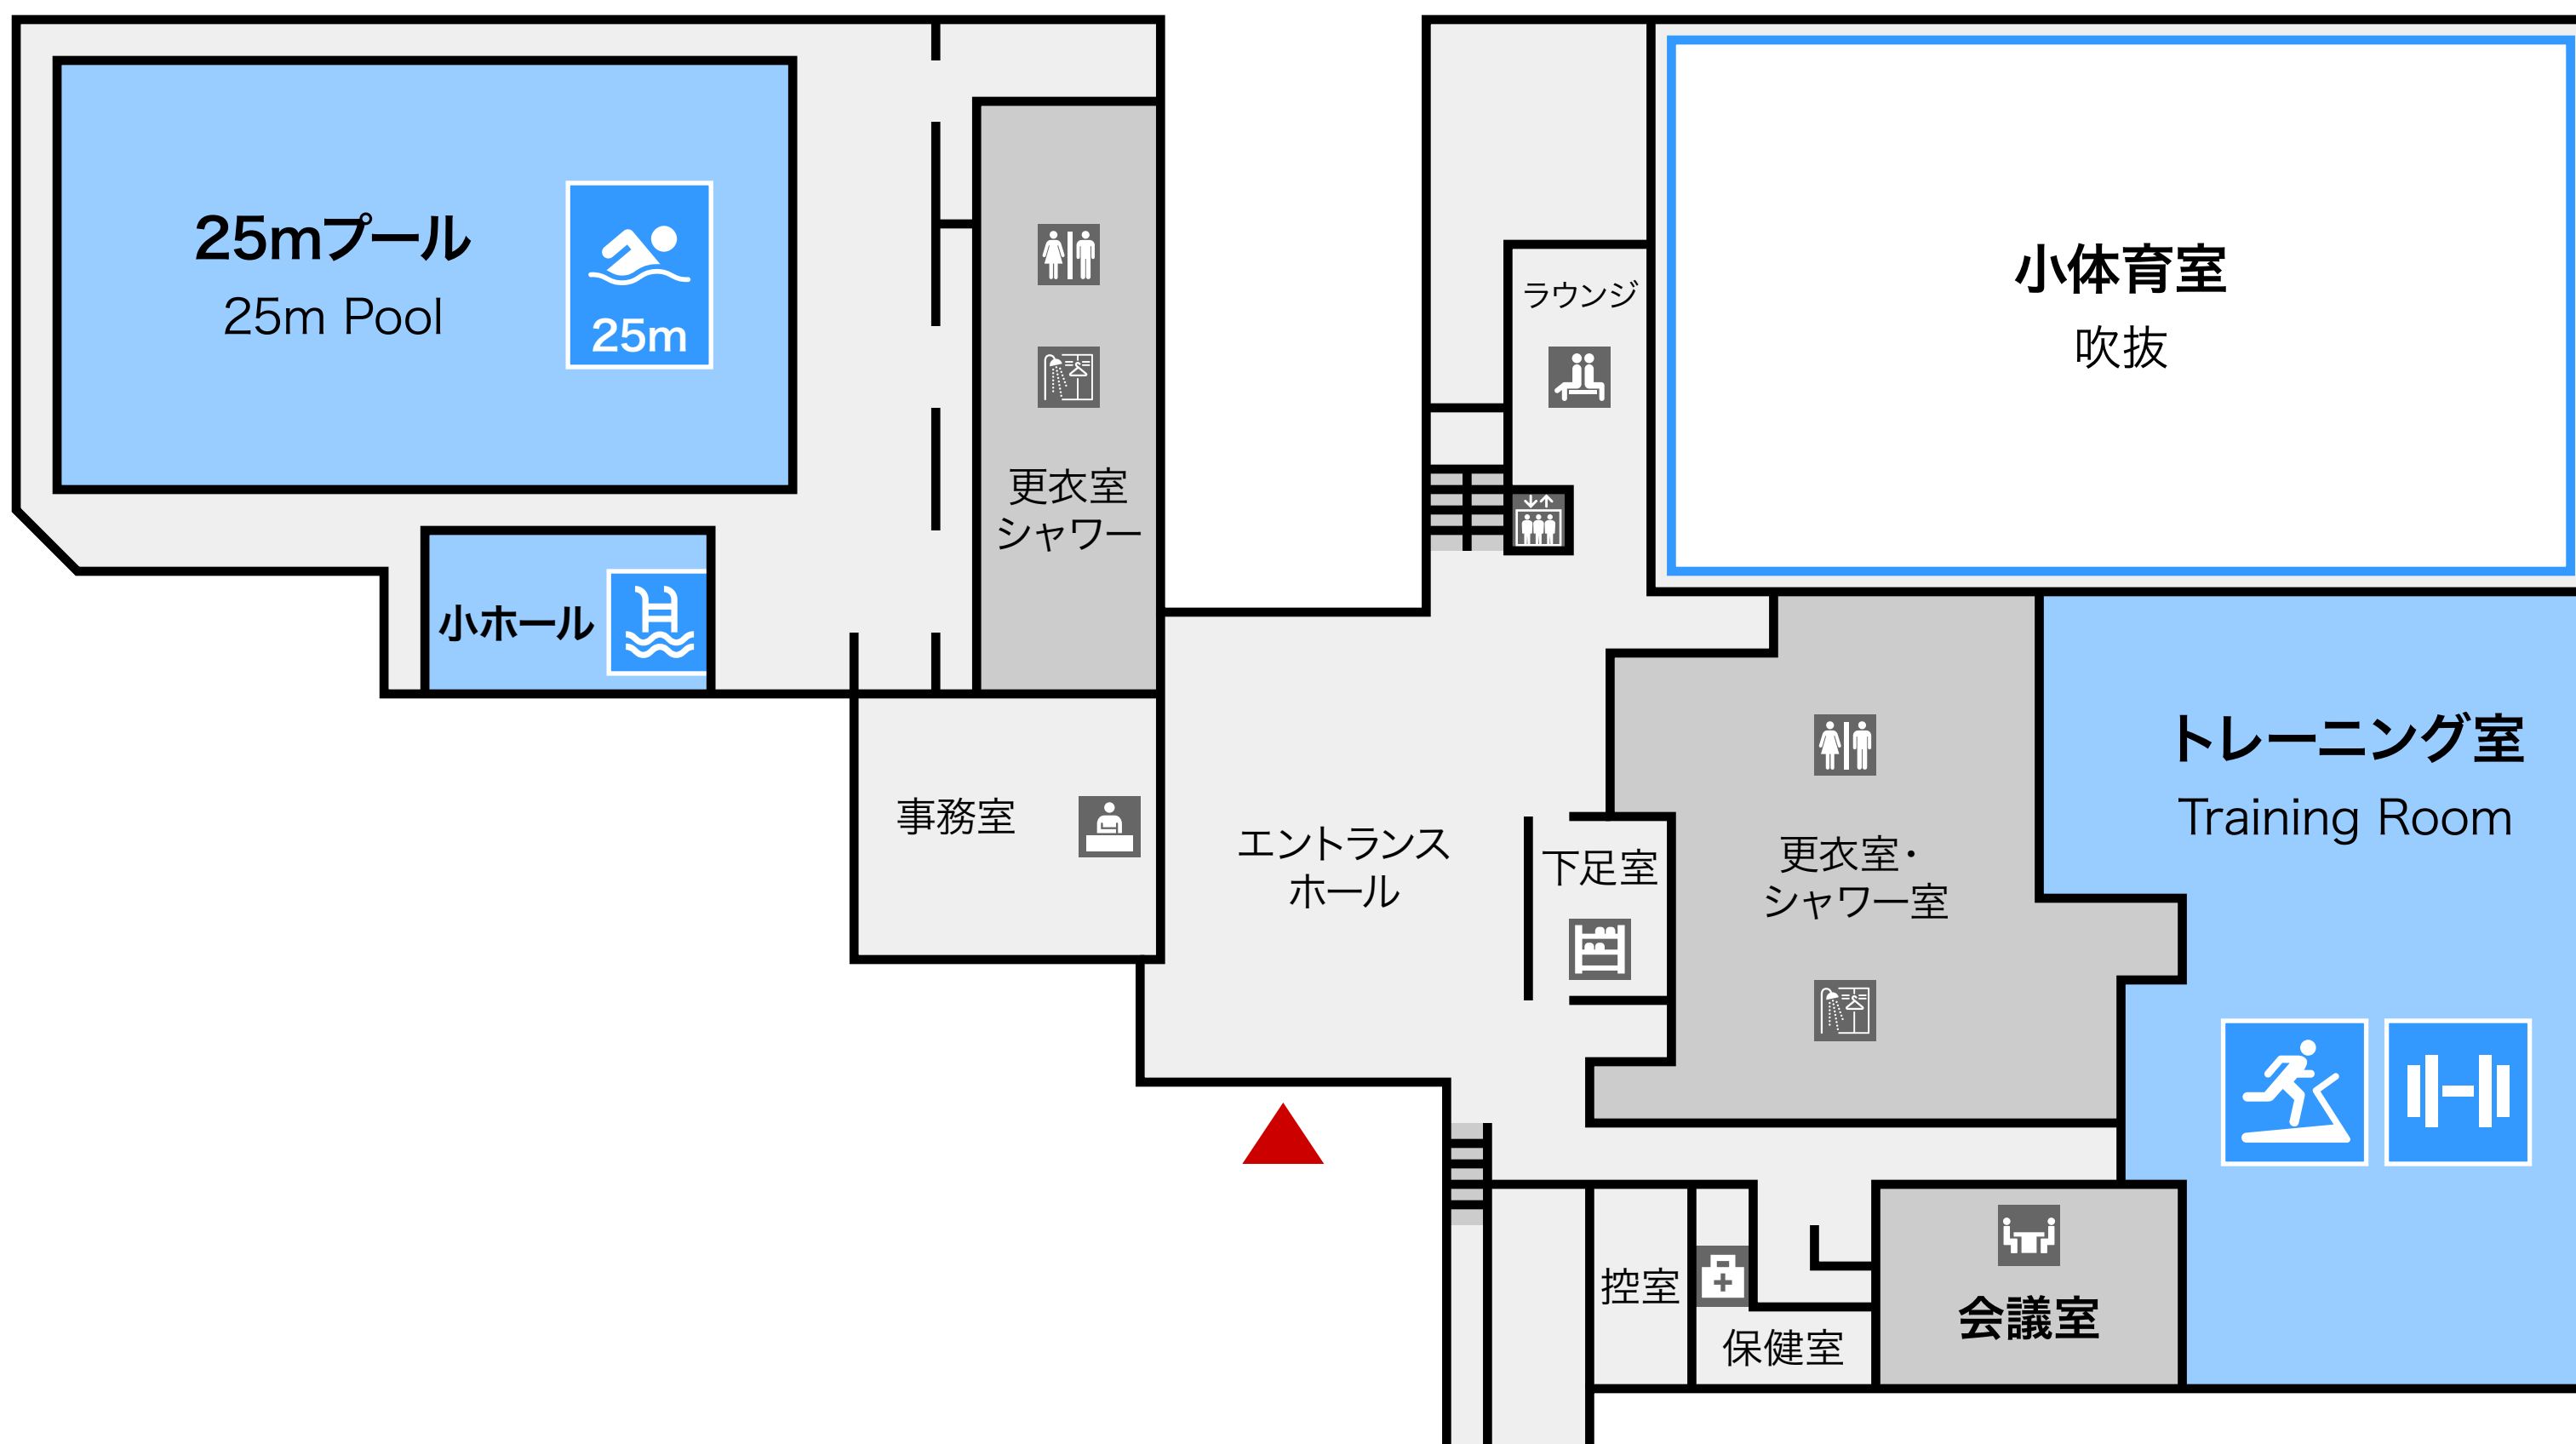 25mプール
25m Pool
25m
小ホール
更衣室
シャワー
事務室
エントランス
ホール
ラウンジ
小体育室
吹抜
下足室
更衣室・
シャワー室
トレーニング室
Training Room
控室
保健室
会議室